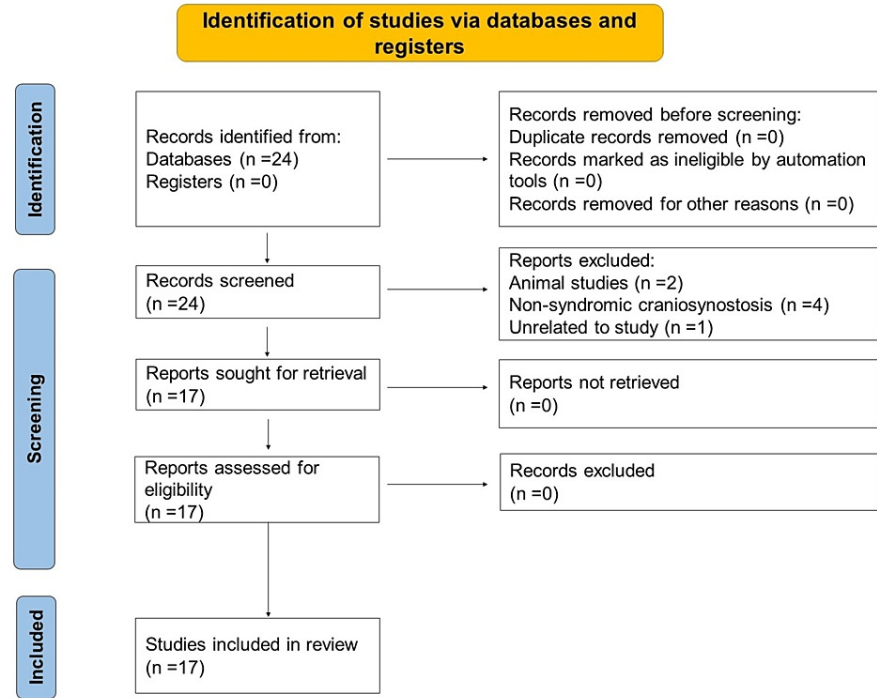 Identification of studies via databases and
registers
Identification
Records identified from:
Databases (n =24)
Registers (n =0)
Records removed before screening:
Duplicate records removed (n =0)
Records marked as ineligible by automation
tools (n =0)
Records removed for other reasons (n =0)
Screening
Records screened
(n =24)
Reports excluded:
Animal studies (n =2)
Non-syndromic craniosynostosis (n =4)
Unrelated to study (n =1)
Reports sought for retrieval
(n =17)
Reports not retrieved
(n =0)
Reports assessed for
eligibility
(n =17)
Records excluded
(n =0)
Included
Studies included in review
(n =17)